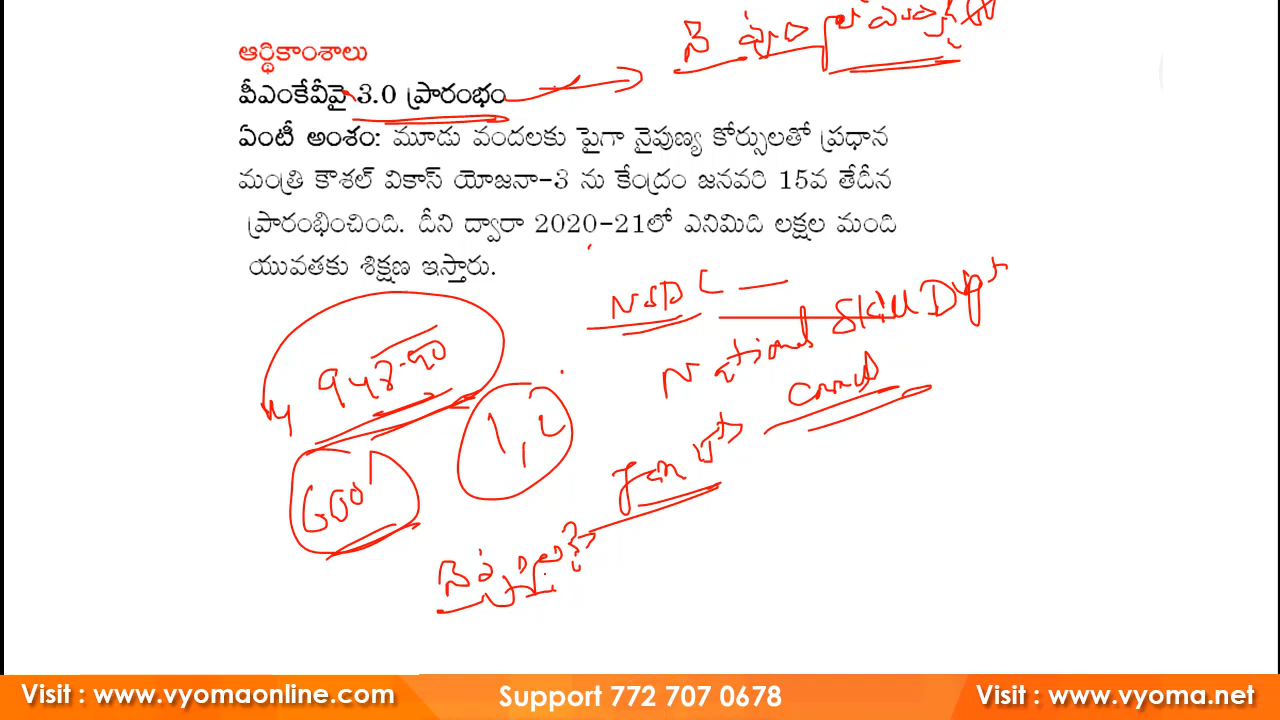 ఆర్థికాంశాలు
పీఎంకేవీవై 3.0 ప్రారంభం
ఏంటీ అంశం: మూడు వందలకు పైగా నైపుణ్య కోర్సులతో ప్రధాన
మంత్రి కౌశల్ వికాస్ యోజనా-3 ను కేంద్రం జనవరి 15వ తేదీన
ప్రారంభించింది. దీని ద్వారా 2020-21లో ఎనిమిది లక్షల మంది
యువతకు శిక్షణ ఇస్తారు.
NSDC
National Skill
948.90
1, 2
600
Visit : www.vyomaonline.com Support 772 707 0678 Visit : www.vyoma.net